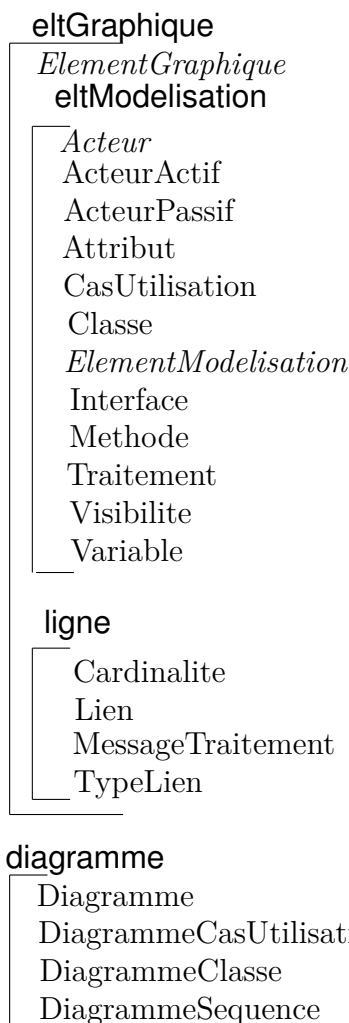 eltGraphique
ElementGraphique
eltModelisation
Acteur
ActeurActif
ActeurPassif
Attribut
CasUtilisation
Classe
ElementModelisation
Interface
Methode
Traitement
Visibilite
Variable
ligne
Cardinalite
Lien
MessageTraitement
TypeLien
diagramme
Diagramme
DiagrammeCasUtilisati
DiagrammeClasse
DiagrammeSequence